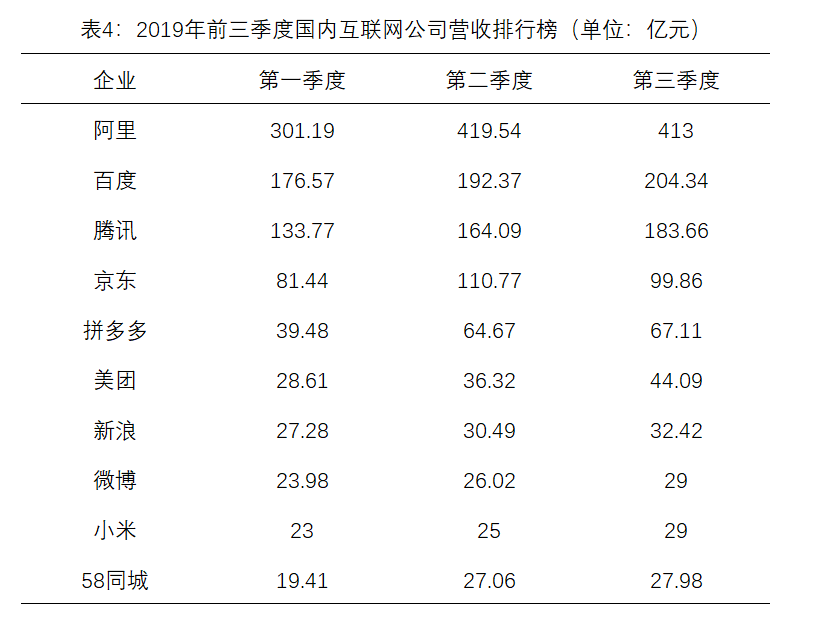 表4：2019年前三季度国内互联网公司营收排行榜（单位：亿元）
企业 第一季度 第二季度 第三季度
阿里 301.19 419.54 413
百度 176.57 192.37 204.34
腾讯 133.77 164.09 183.66
京东 81.44 110.77 99.86
拼多多 39.48 64.67 67.11
美团 28.61 36.32 44.09
新浪 27.28 30.49 32.42
微博 23.98 26.02 29
小米 23 25 29
58同城 19.41 27.06 27.98